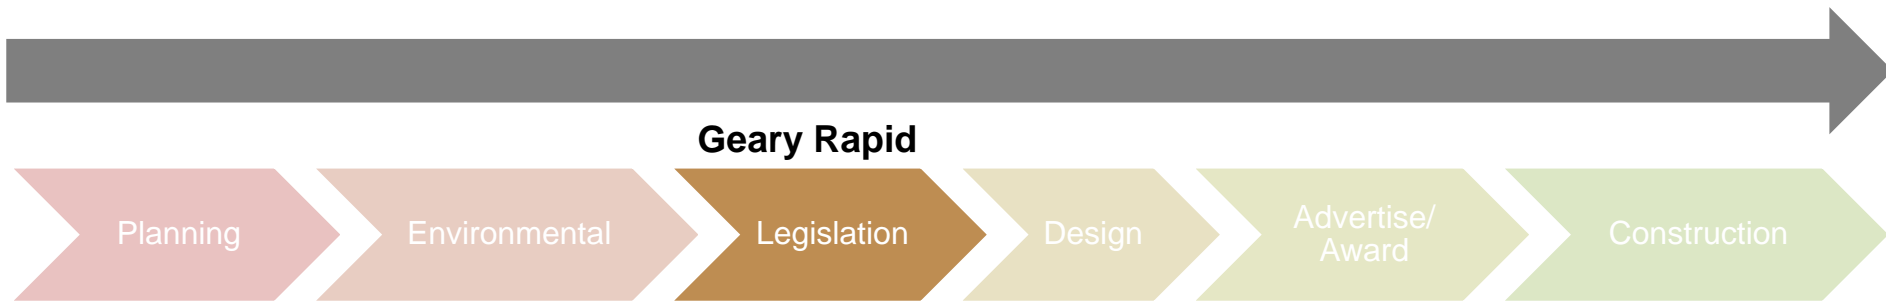 Geary Rapid
Planning
Environmental
Legislation
Design
Advertise/
Award
Construction